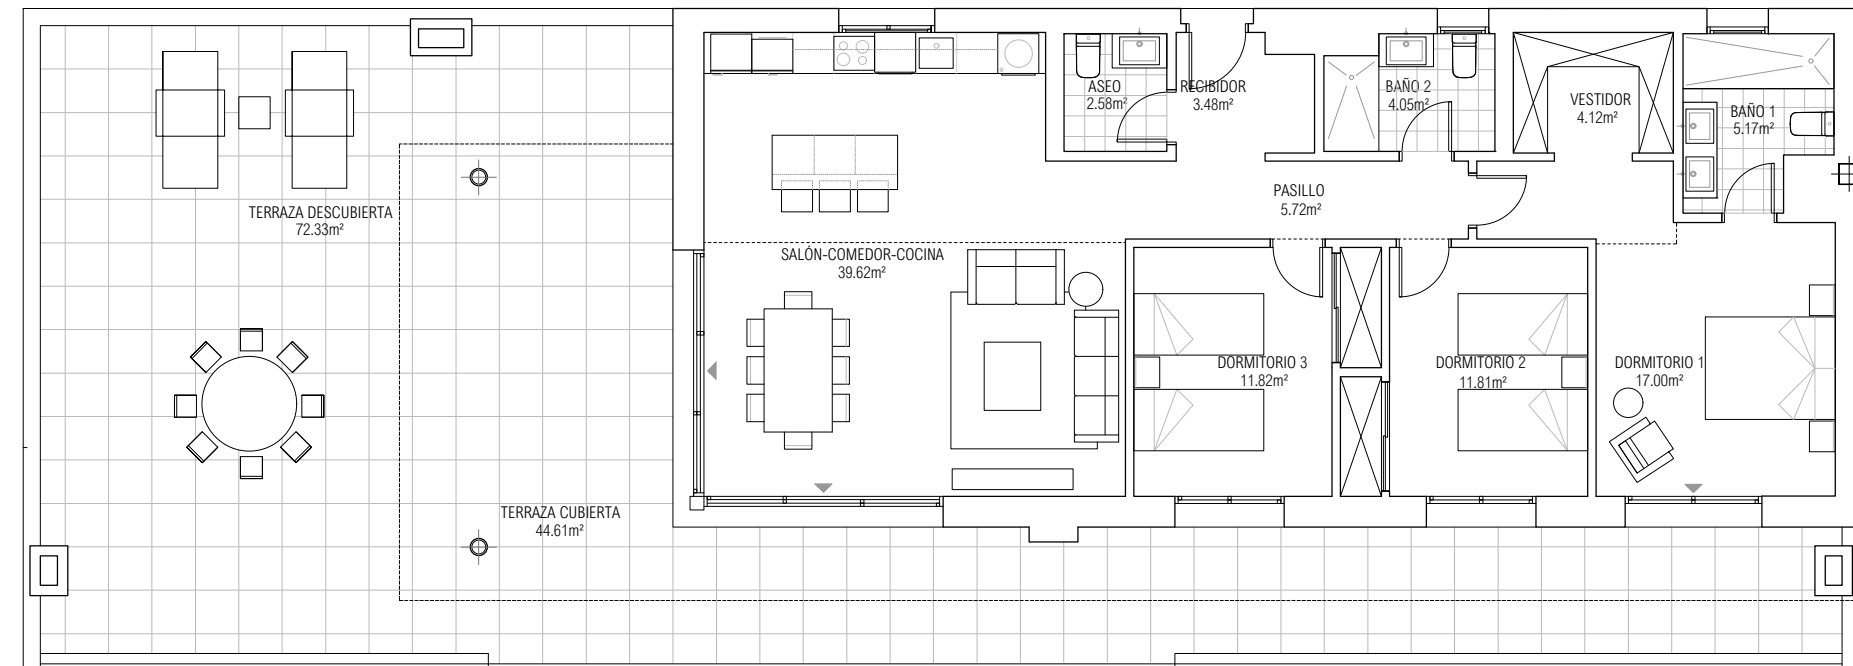 ASEO
2.58m²
RECIBIDOR
3.48m²
BAÑO 2
4.05m²
VESTIDOR
4.12m²
BAÑO 1
5.17m²
PASILLO
5.72m²
TERRAZA DESCUBIERTA
72.33m²
SALÓN-COMEDOR-COCINA
39.62m²
DORMITORIO 3
11.82m²
DORMITORIO 2
11.81m²
DORMITORIO 1
17.00m²
TERRAZA CUBIERTA
44.61m²